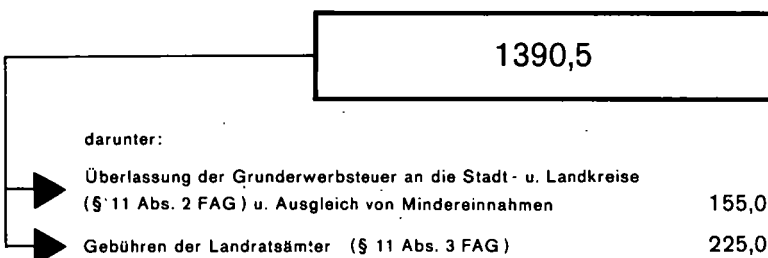 1390,5
darunter:
Überlassung der Grunderwerbsteuer an die Stadt- u. Landkreise
(§ 11 Abs. 2 FAG) u. Ausgleich von Mindereinnahmen 155,0
Gebühren der Landratsämter (§ 11 Abs. 3 FAG) 225,0